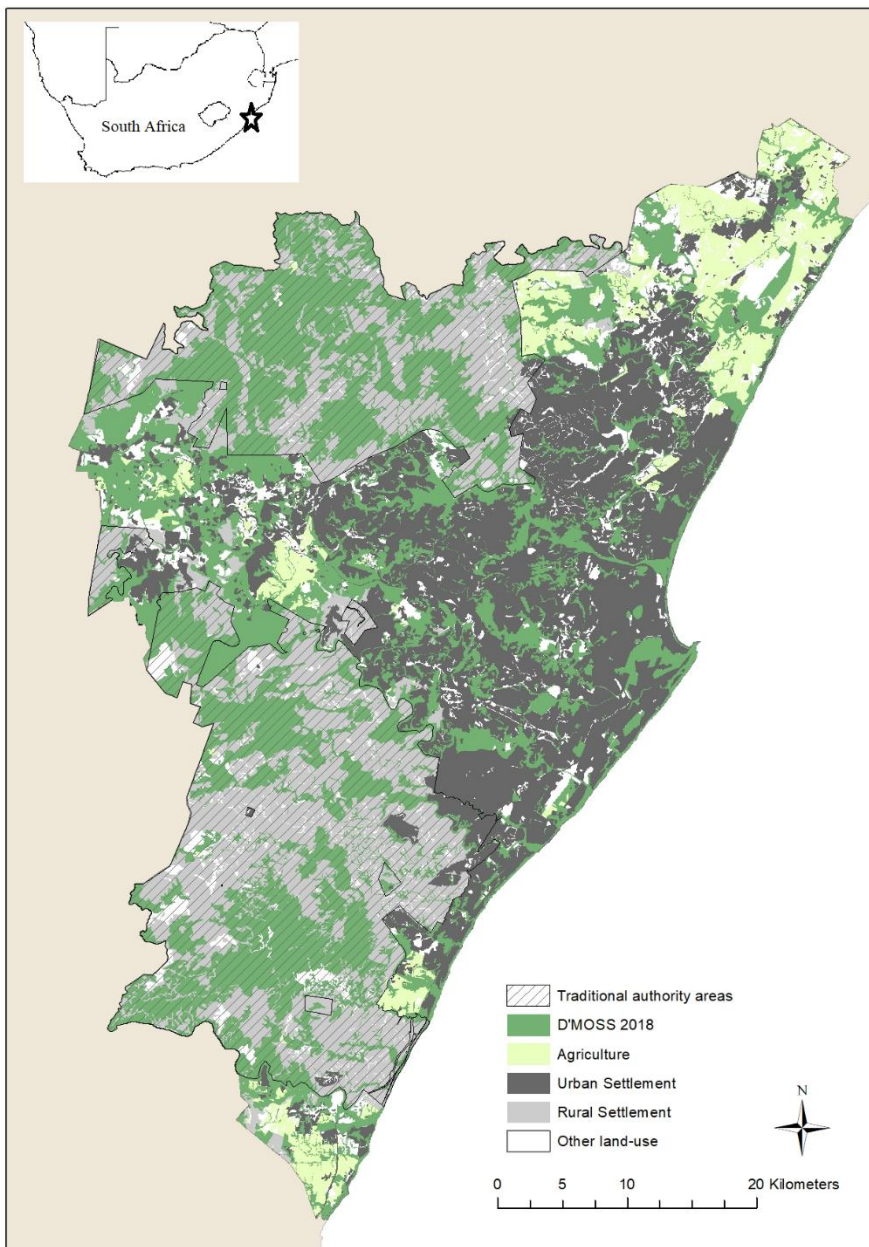 South Africa
Traditional authority areas
D'MOSS 2018
Agriculture
Urban Settlement
Rural Settlement
Other land-use
N
0 5 10 20 Kilometers